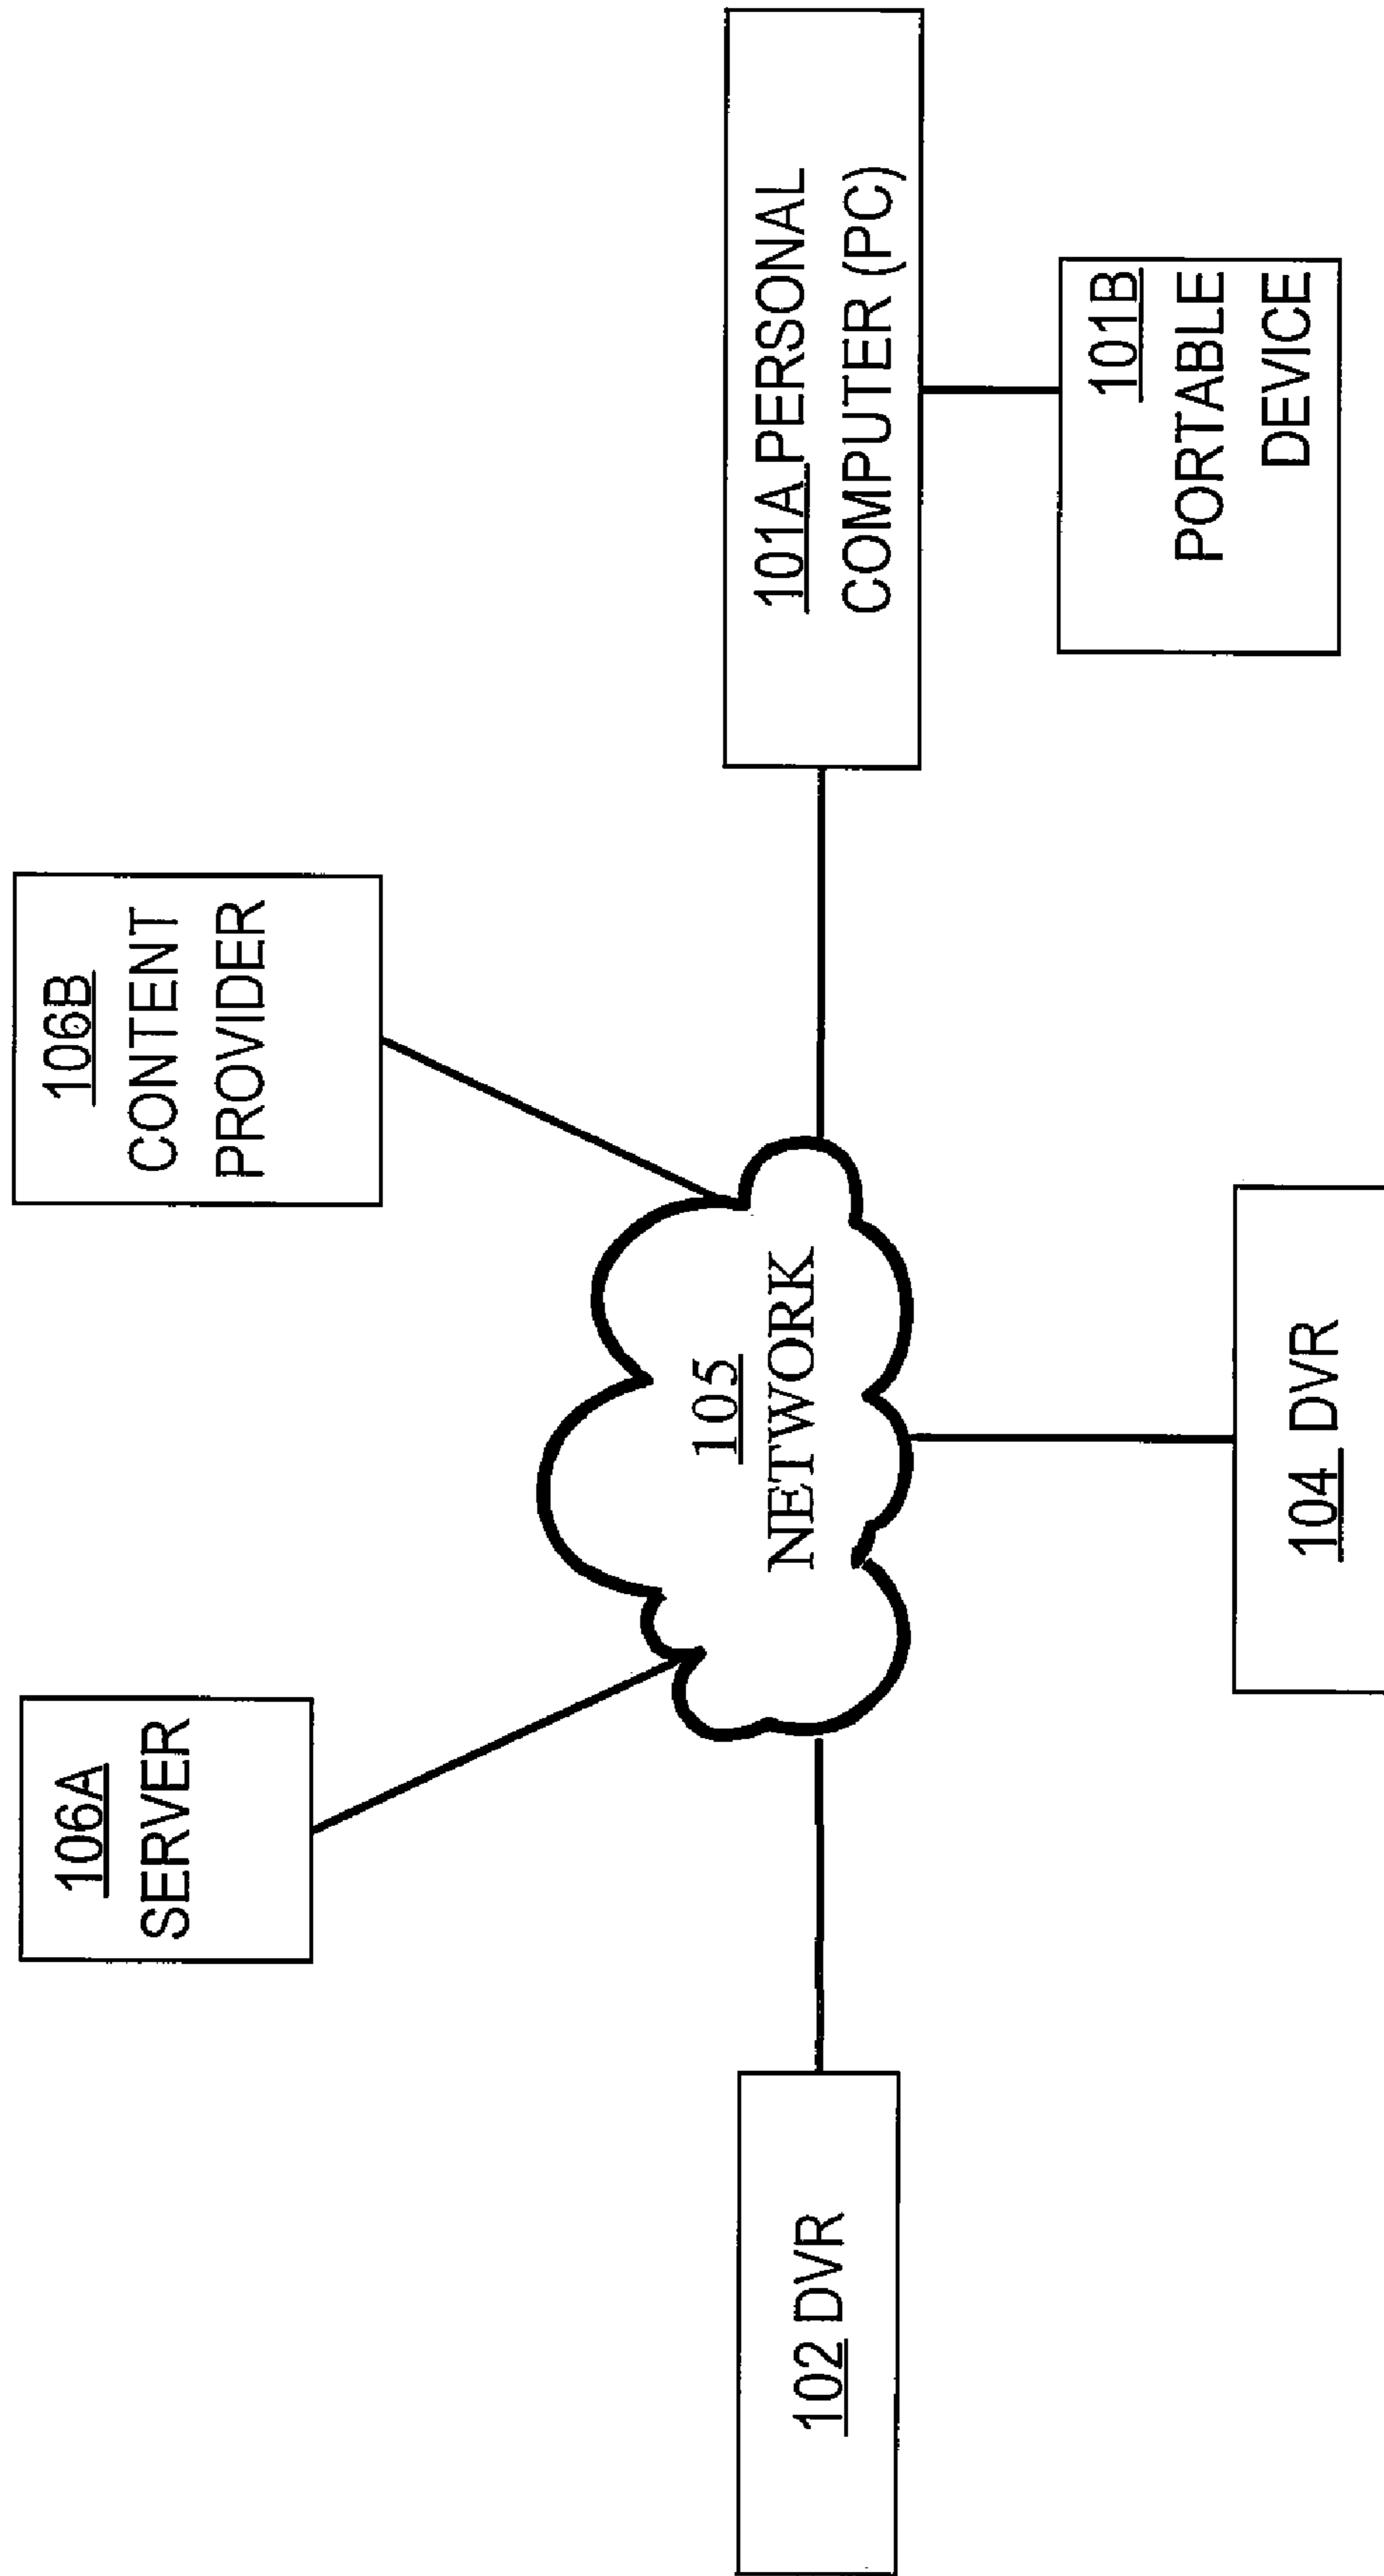 106A
SERVER
106B
CONTENT
PROVIDER
105
NETWORK
102 DVR
104 DVR
101A PERSONAL
COMPUTER (PC)
101B
PORTABLE
DEVICE